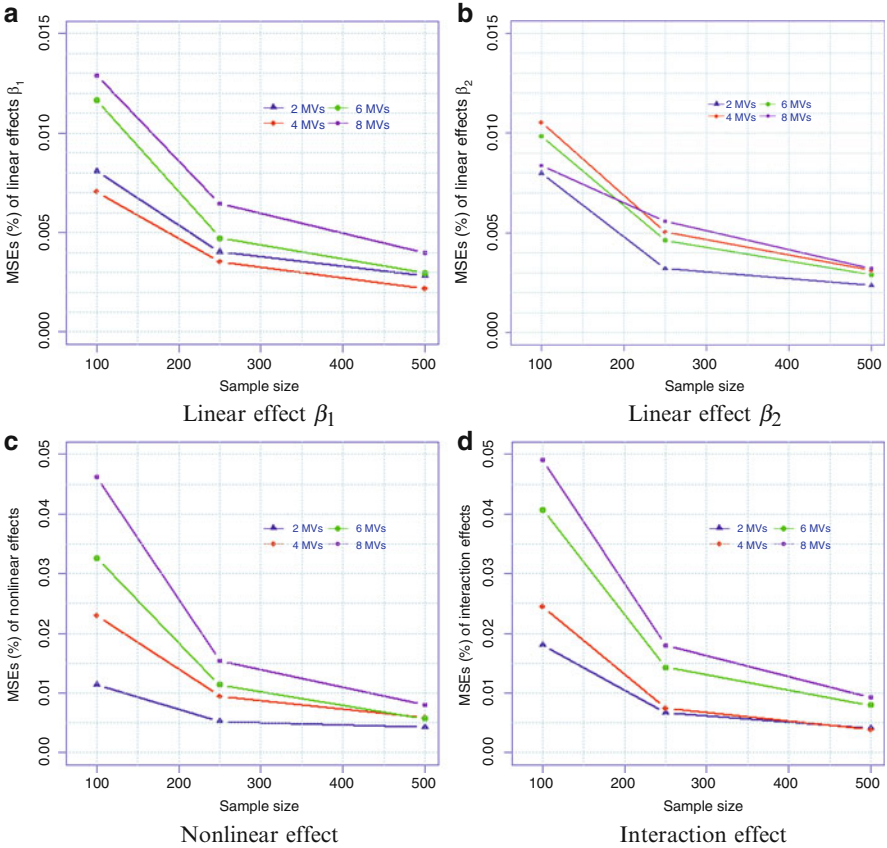 a
MSEs (%) of linear effects β1
0.015
0.010
0.005
0.000
2 MVs
6 MVs
4 MVs
8 MVs
100
200
300
400
500
Sample size
Linear effect β1
b
MSEs (%) of linear effects β2
0.015
0.010
0.005
0.000
2 MVs
6 MVs
4 MVs
8 MVs
100
200
300
400
500
Sample size
Linear effect β2
c
MSEs (%) of nonlinear effects
0.05
0.04
0.03
0.02
0.01
0.00
2 MVs
6 MVs
4 MVs
8 MVs
100
200
300
400
500
Sample size
Nonlinear effect
d
MSEs (%) of interaction effects
0.05
0.04
0.03
0.02
0.01
0.00
2 MVs
6 MVs
4 MVs
8 MVs
100
200
300
400
500
Sample size
Interaction effect